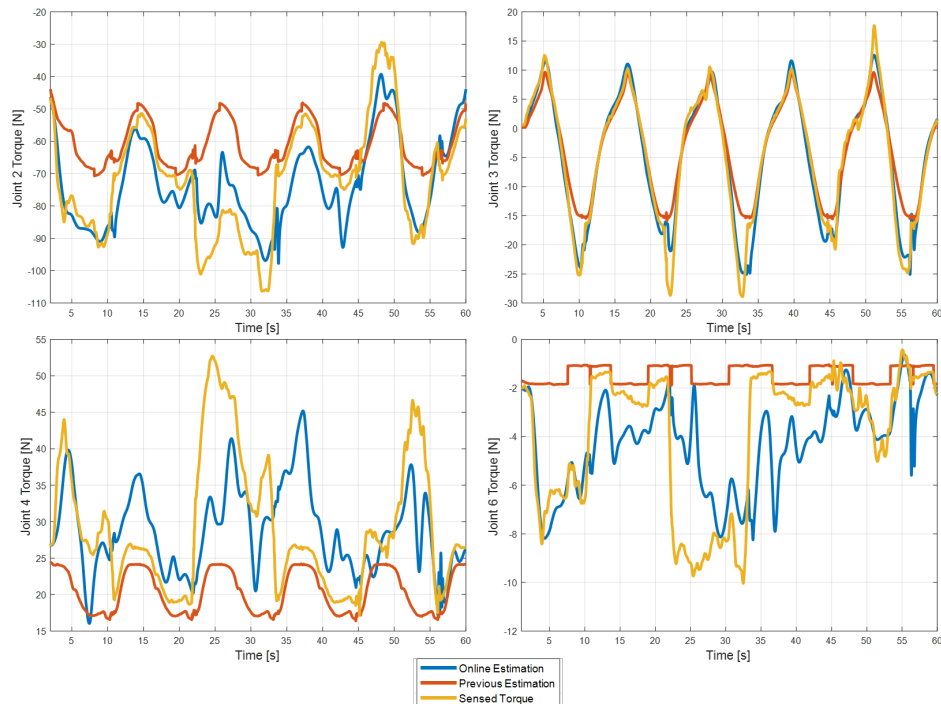 -20
-30
-40
-50
-60
-70
-80
-90
-100
-110
Joint 2 Torque [N]
5 10 15 20 25 30 35 40 45 50 55 60
Time [s]
20
15
10
5
0
-5
-10
-15
-20
-25
-30
Joint 3 Torque [N]
5 10 15 20 25 30 35 40 45 50 55 60
Time [s]
55
50
45
40
35
30
25
20
15
Joint 4 Torque [N]
5 10 15 20 25 30 35 40 45 50 55 60
Time [s]
0
-2
-4
-6
-8
-10
-12
Joint 6 Torque [N]
5 10 15 20 25 30 35 40 45 50 55 60
Time [s]
Online Estimation
Previous Estimation
Sensed Torque